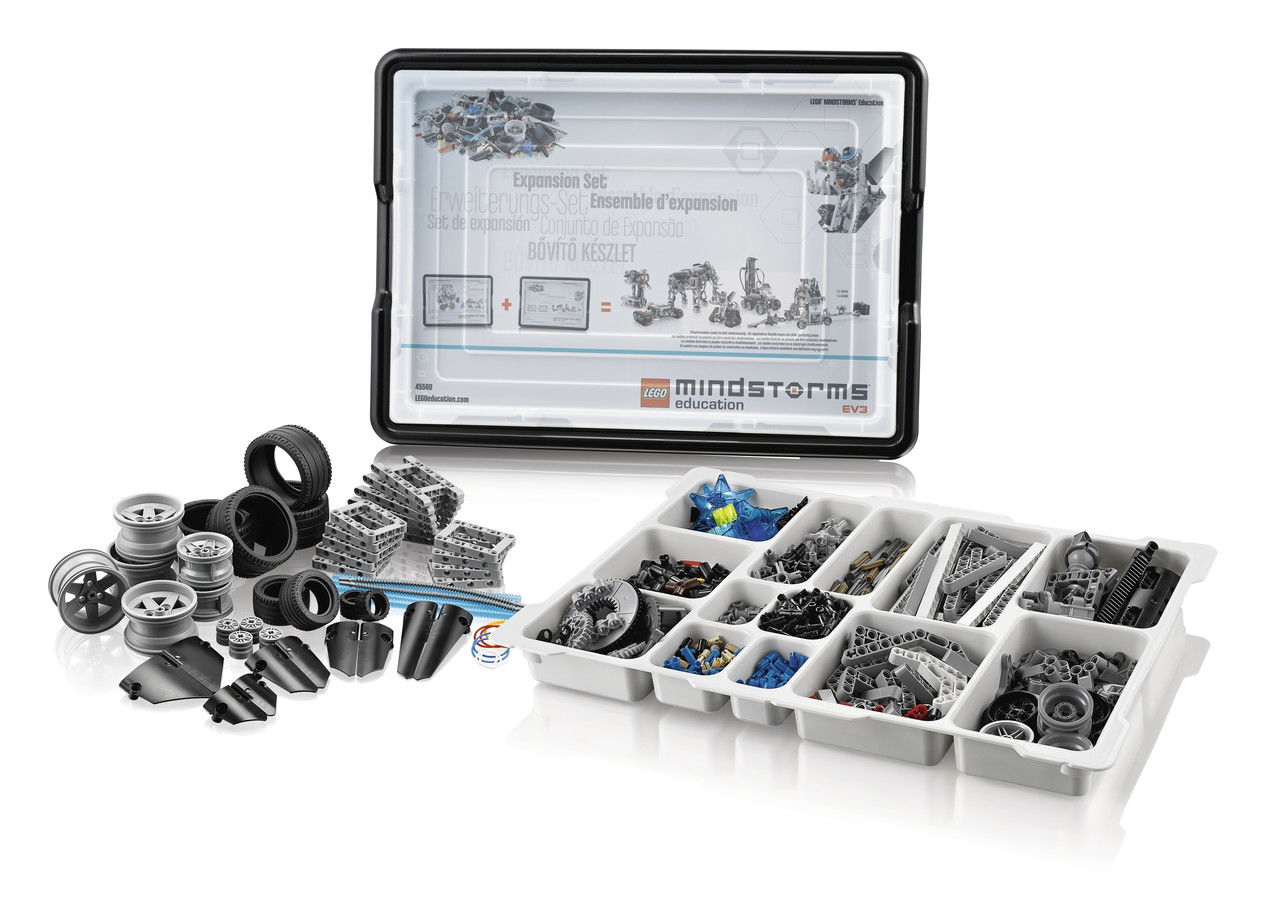 LEGO® MINDSTORMS® Education
Expansion Set
Erweiterungs-Set Ensemble d'expansion
Set de expansión Conjunto de Expansão
BŐVÍTŐ KÉSZLET
+ =
45560
LEGOeducation.com
LEGO mindstorms
education
EV3